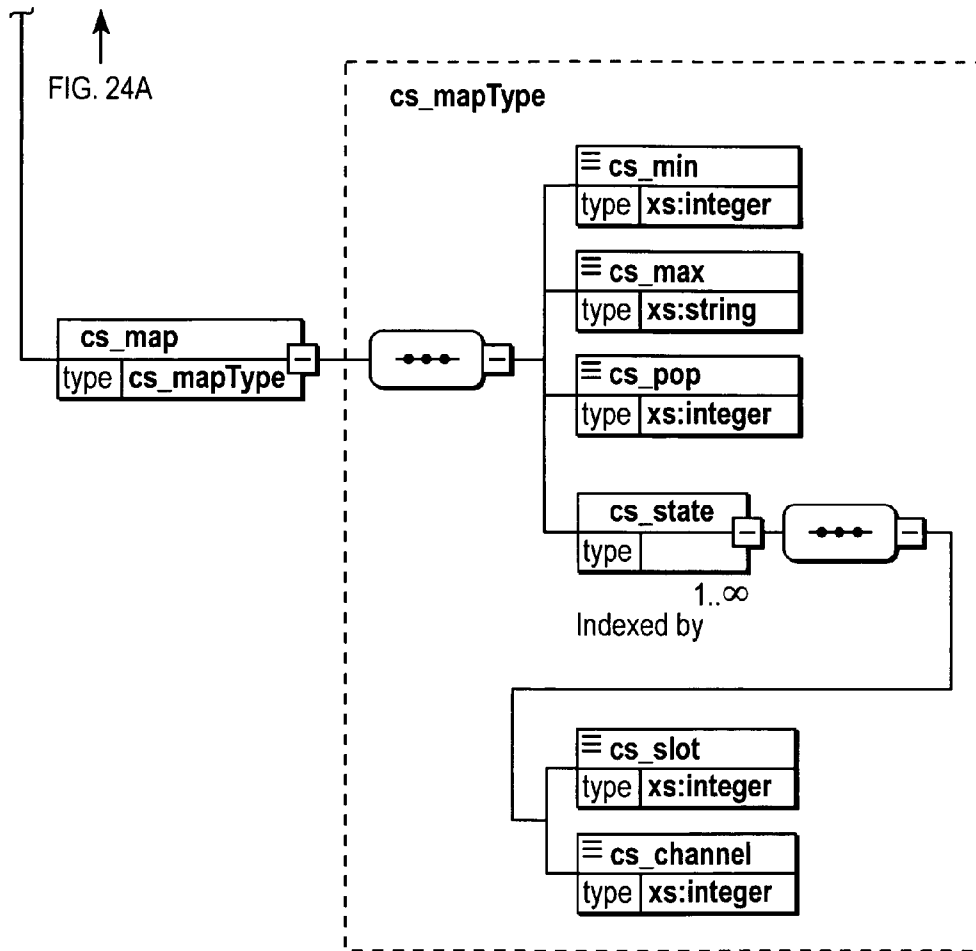 FIG. 24A
cs_mapType
cs_min
type xs:integer
cs_max
type xs:string
cs_map
type cs_mapType
cs_pop
type xs:integer
cs_state
type
1..∞
Indexed by
cs_slot
type xs:integer
cs_channel
type xs:integer